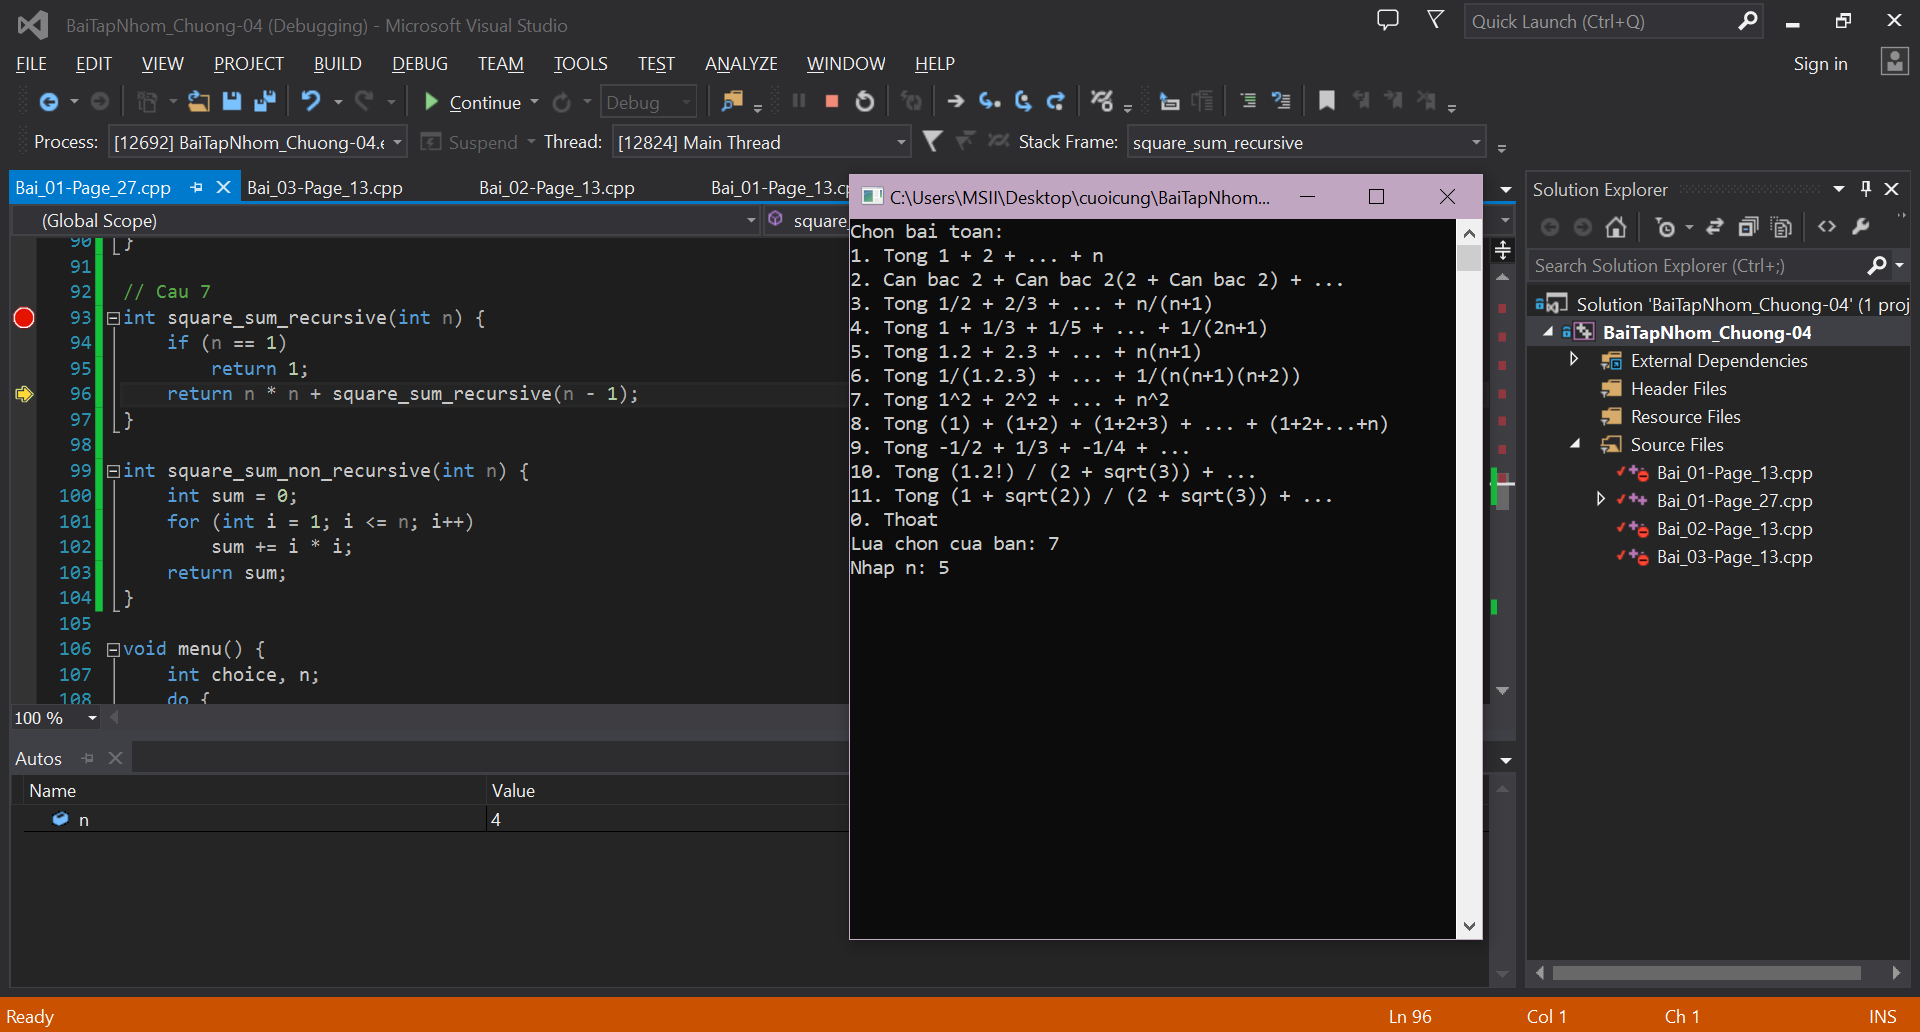 BaiTapNhom_Chuong-04 (Debugging) - Microsoft Visual Studio
Quick Launch (Ctrl+Q)
FILE EDIT VIEW PROJECT BUILD DEBUG TEAM TOOLS TEST ANALYZE WINDOW HELP
Sign in
Continue Debug
Process: [12692] BaiTapNhom_Chuong-04.e Suspend Thread: [12824] Main Thread Stack Frame: square_sum_recursive
Bai_01-Page_27.cpp Bai_03-Page_13.cpp Bai_02-Page_13.cpp Bai_01-Page_13.cp
(Global Scope) square_
90 }
91
92 // Cau 7
93 int square_sum_recursive(int n) {
94 if (n == 1)
95 return 1;
96 return n * n + square_sum_recursive(n - 1);
97 }
98
99 int square_sum_non_recursive(int n) {
100 int sum = 0;
101 for (int i = 1; i <= n; i++)
102 sum += i * i;
103 return sum;
104 }
105
106 void menu() {
107 int choice, n;
108 do {
100 %
Autos
Name Value
n 4
C:\Users\MSII\Desktop\cuoicung\BaiTapNhom...
Chon bai toan:
1. Tong 1 + 2 + ... + n
2. Can bac 2 + Can bac 2(2 + Can bac 2) + ...
3. Tong 1/2 + 2/3 + ... + n/(n+1)
4. Tong 1 + 1/3 + 1/5 + ... + 1/(2n+1)
5. Tong 1.2 + 2.3 + ... + n(n+1)
6. Tong 1/(1.2.3) + ... + 1/(n(n+1)(n+2))
7. Tong 1^2 + 2^2 + ... + n^2
8. Tong (1) + (1+2) + (1+2+3) + ... + (1+2+...+n)
9. Tong -1/2 + 1/3 + -1/4 + ...
10. Tong (1.2!) / (2 + sqrt(3)) + ...
11. Tong (1 + sqrt(2)) / (2 + sqrt(3)) + ...
0. Thoat
Lua chon cua ban: 7
Nhap n: 5
Solution Explorer
Search Solution Explorer (Ctrl+;)
Solution 'BaiTapNhom_Chuong-04' (1 proj
BaiTapNhom_Chuong-04
External Dependencies
Header Files
Resource Files
Source Files
Bai_01-Page_13.cpp
Bai_01-Page_27.cpp
Bai_02-Page_13.cpp
Bai_03-Page_13.cpp
Ready Ln 96 Col 1 Ch 1 INS